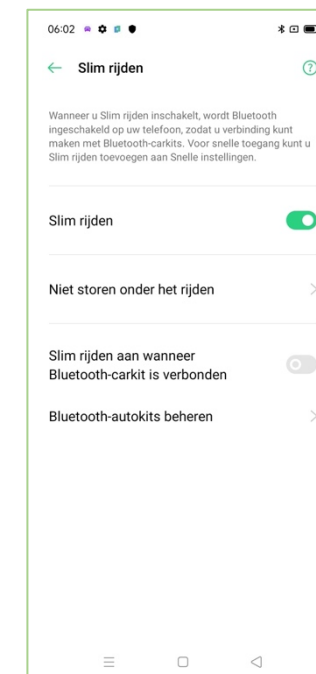 06:02
Slim rijden
Wanneer u Slim rijden inschakelt, wordt Bluetooth
ingeschakeld op uw telefoon, zodat u verbinding kunt
maken met Bluetooth-carkits. Voor snelle toegang kunt u
Slim rijden toevoegen aan Snelle instellingen.
Slim rijden
Niet storen onder het rijden
Slim rijden aan wanneer
Bluetooth-carkit is verbonden
Bluetooth-autokits beheren